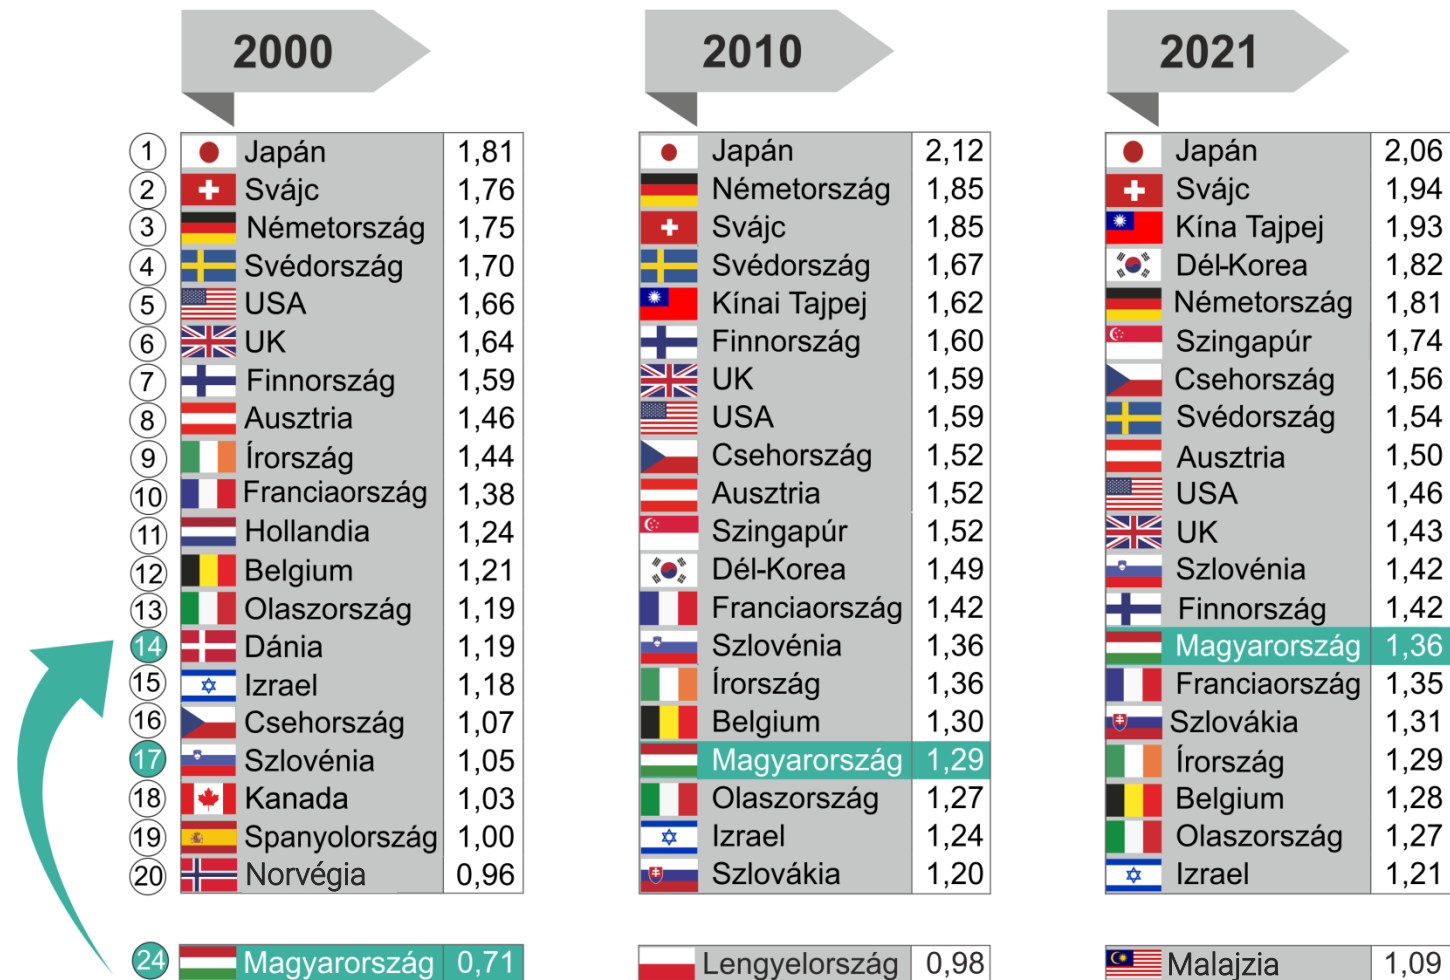 2000 2010 2021
1 Japán 1,81 Japán 2,12 Japán 2,06
2 Svájc 1,76 Németország 1,85 Svájc 1,94
3 Németország 1,75 Svájc 1,85 Kína Tajpej 1,93
4 Svédország 1,70 Svédország 1,67 Dél-Korea 1,82
5 USA 1,66 Kínai Tajpej 1,62 Németország 1,81
6 UK 1,64 Finnország 1,60 Szingapúr 1,74
7 Finnország 1,59 UK 1,59 Csehország 1,56
8 Ausztria 1,46 USA 1,59 Svédország 1,54
9 Írország 1,44 Csehország 1,52 Ausztria 1,50
10 Franciaország 1,38 Ausztria 1,52 USA 1,46
11 Hollandia 1,24 Szingapúr 1,52 UK 1,43
12 Belgium 1,21 Dél-Korea 1,49 Szlovénia 1,42
13 Olaszország 1,19 Franciaország 1,42 Finnország 1,42
14 Dánia 1,19 Szlovénia 1,36 Magyarország 1,36
15 Izrael 1,18 Írország 1,36 Franciaország 1,35
16 Csehország 1,07 Belgium 1,30 Szlovákia 1,31
17 Szlovénia 1,05 Magyarország 1,29 Írország 1,29
18 Kanada 1,03 Olaszország 1,27 Belgium 1,28
19 Spanyolország 1,00 Izrael 1,24 Olaszország 1,27
20 Norvégia 0,96 Szlovákia 1,20 Izrael 1,21
24 Magyarország 0,71 Lengyelország 0,98 Malajzia 1,09